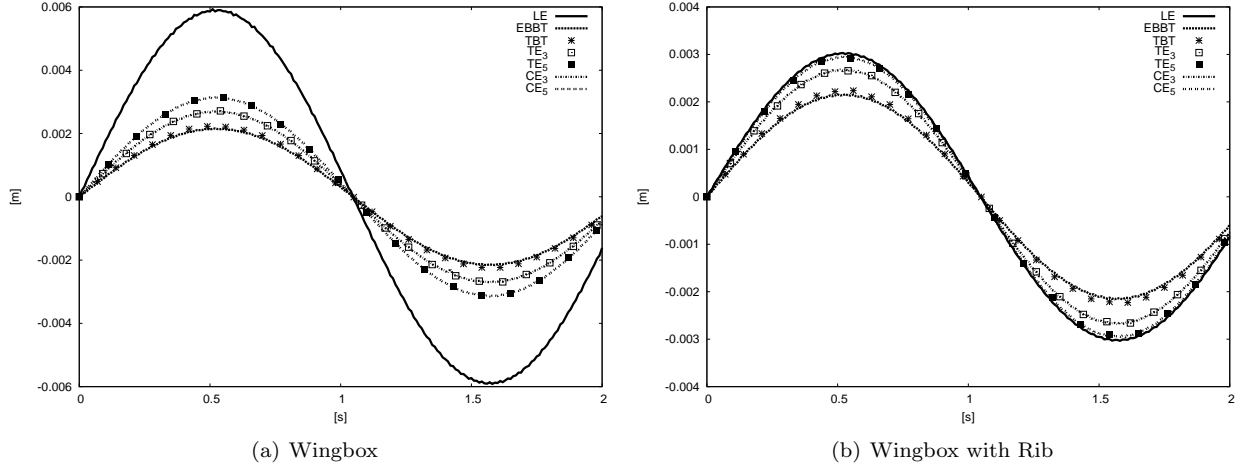 0.006
0.004
0.002
0
-0.002
-0.004
-0.006
[m]
0
0.5
1
1.5
2
[s]
LE
EBBT
TBT
TE3
TE5
CE3
CE5
(a) Wingbox
0.004
0.003
0.002
0.001
0
-0.001
-0.002
-0.003
-0.004
[m]
0
0.5
1
1.5
2
[s]
LE
EBBT
TBT
TE3
TE5
CE3
CE5
(b) Wingbox with Rib